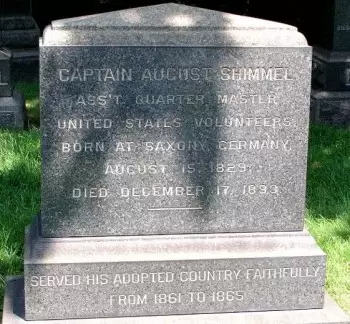 CAPTAIN AUGUST SHIMMEL
ASS'T. QUARTER MASTER
UNITED STATES VOLUNTEERS.
BORN AT SAXONY, GERMANY,
AUGUST 15, 1829.
DIED DECEMBER 17, 1893.
SERVED HIS ADOPTED COUNTRY FAITHFULLY
FROM 1861 TO 1865